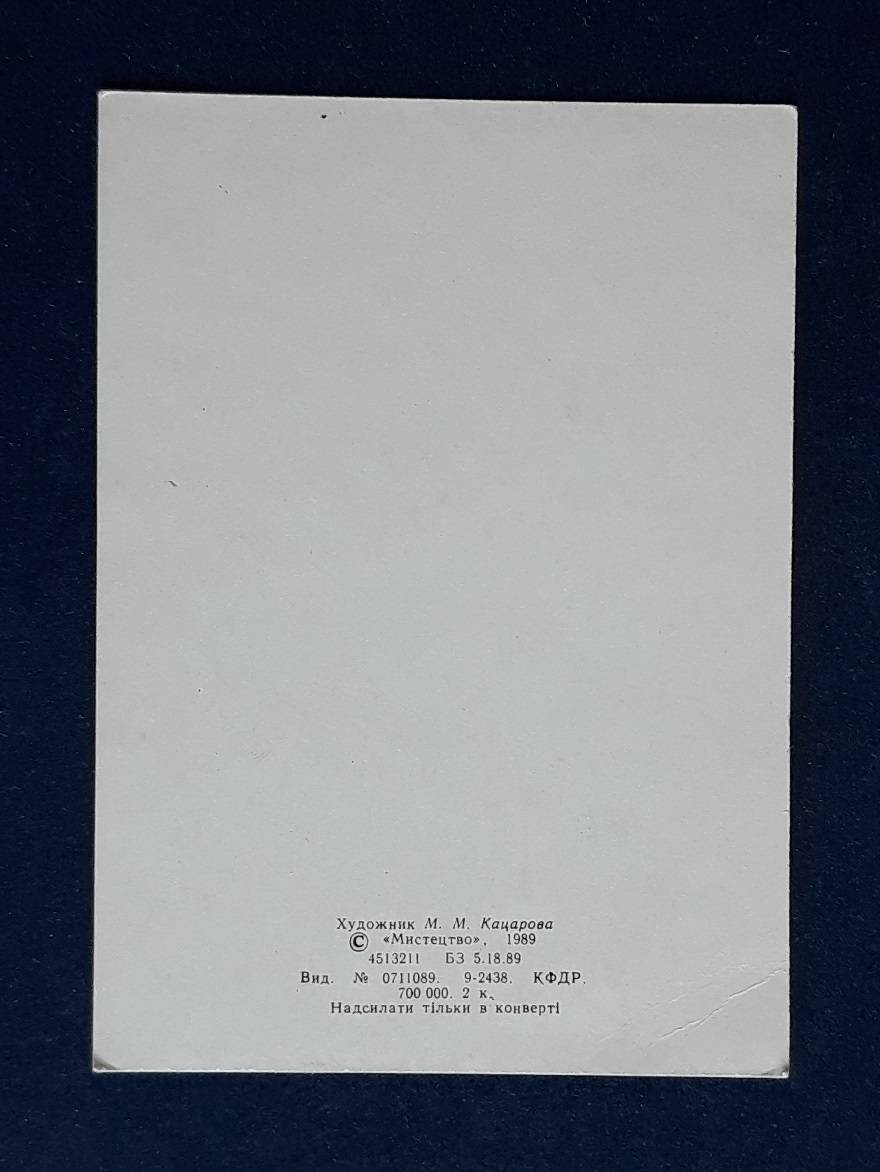 Художник М. М. Кацарова
© «Мистецтво», 1989
4513211 БЗ 5.18.89
Вид. № 0711089. 9-2438. КФДР.
700 000. 2 к.
Надсилати тільки в конверті